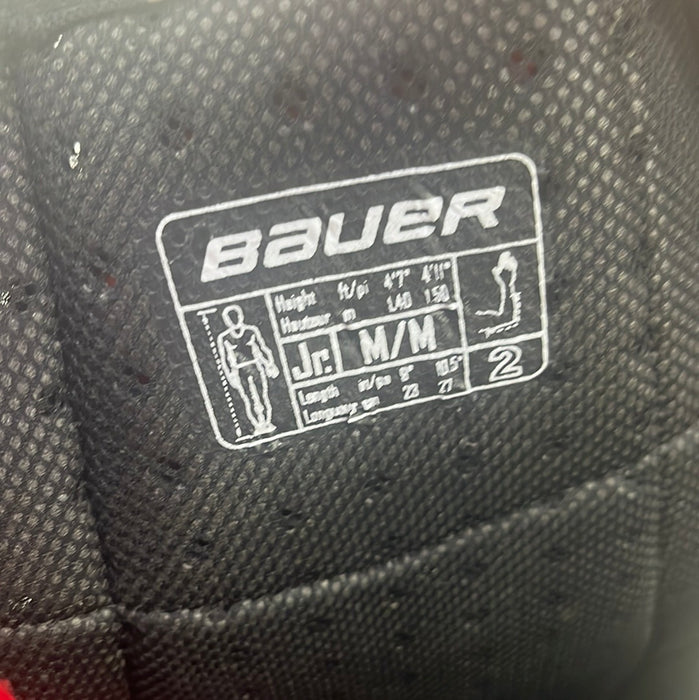 BAUER
Height ft/pi 4'7" 4'11"
Hauteur m 1.40 1.50
Jr. M/M
Length in/po 9" 10.5"
Longueur cm 23 27
2